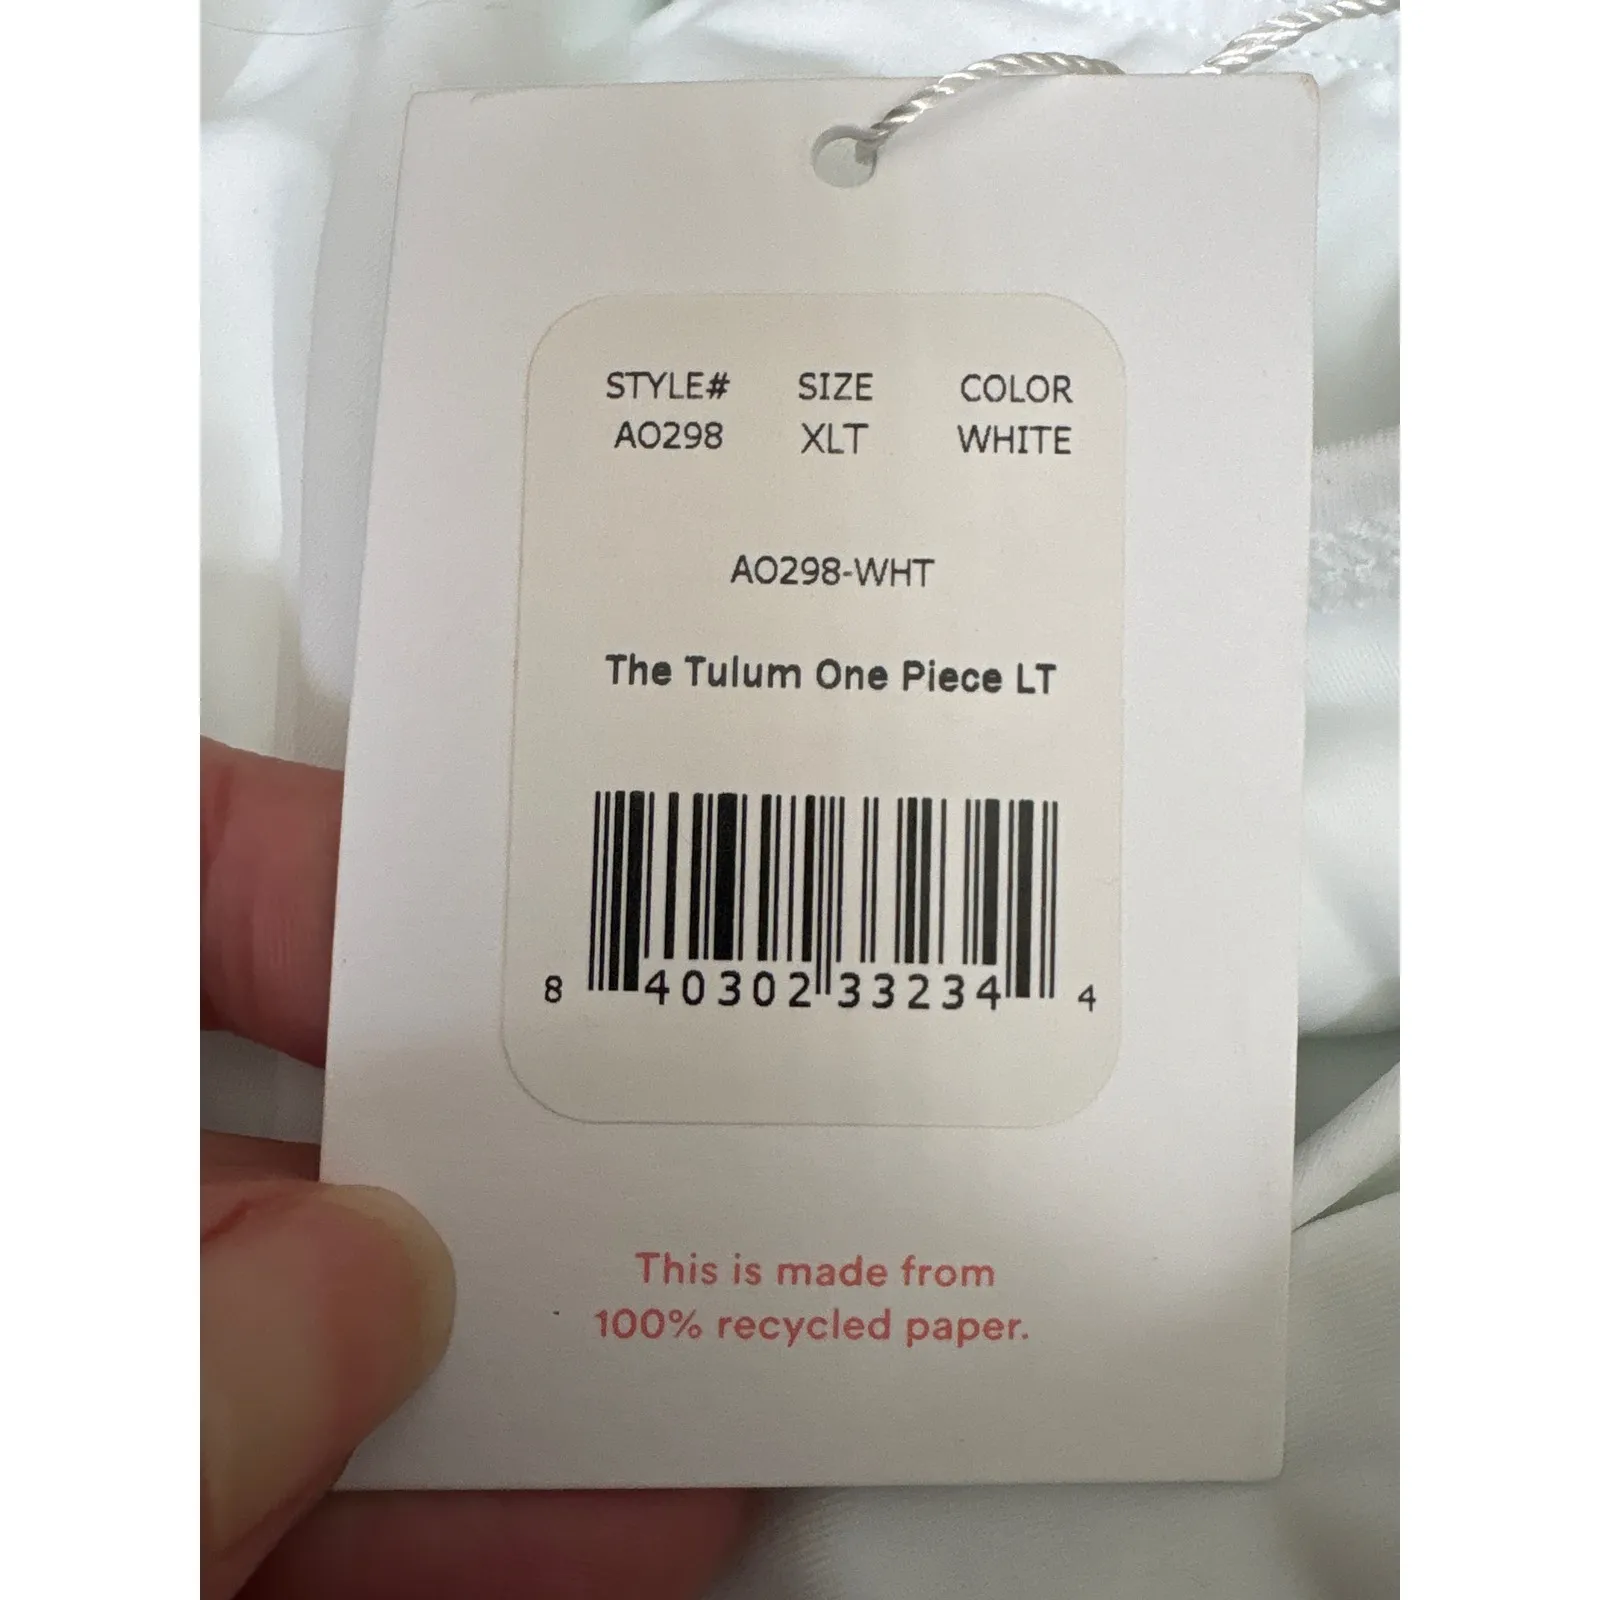 STYLE# SIZE COLOR
AO298 XLT WHITE
AO298-WHT
The Tulum One Piece LT
8 40302 33234 4
This is made from
100% recycled paper.